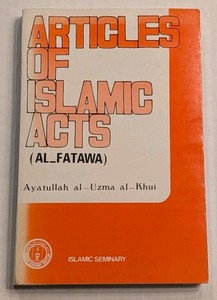 ARTICLES
OF
ISLAMIC
ACTS
(AL_FATAWA)
Ayatullah al-Uzma al-Khui
ISLAMIC SEMINARY